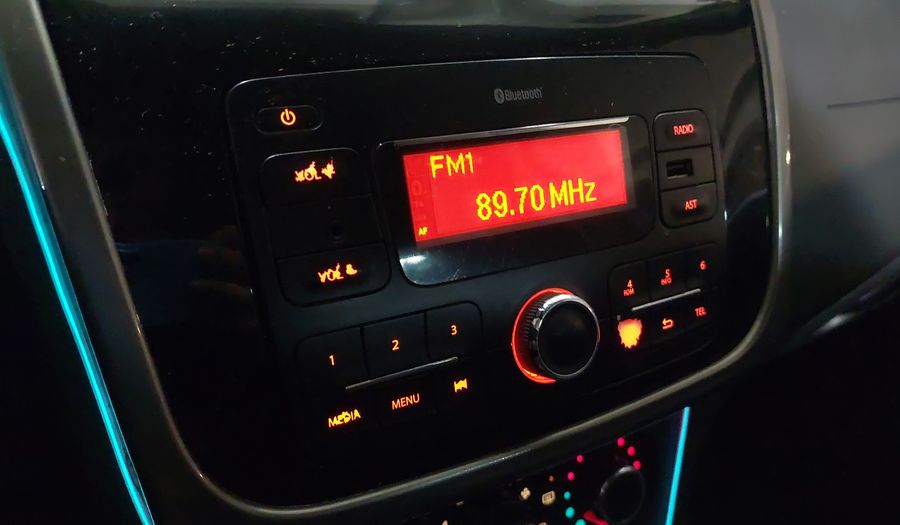 Bluetooth
RADIO
VOL
FM1
89.70 MHz
AF
AST
VOL
1
2
3
4
5
6
INFO
MEDIA
MENU
TEL